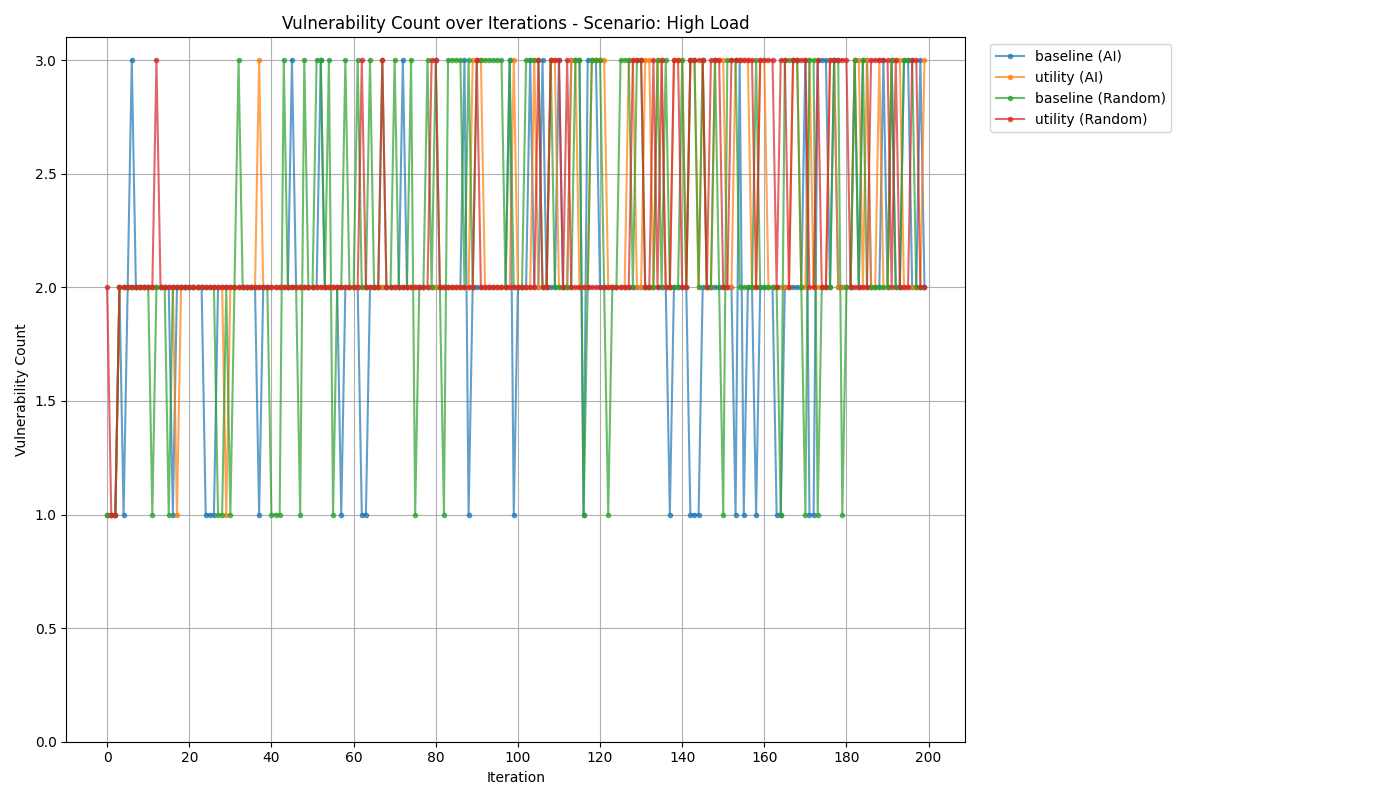 Vulnerability Count over Iterations - Scenario: High Load
baseline (AI)
utility (AI)
baseline (Random)
utility (Random)
Vulnerability Count
3.0
2.5
2.0
1.5
1.0
0.5
0.0
0 20 40 60 80 100 120 140 160 180 200
Iteration